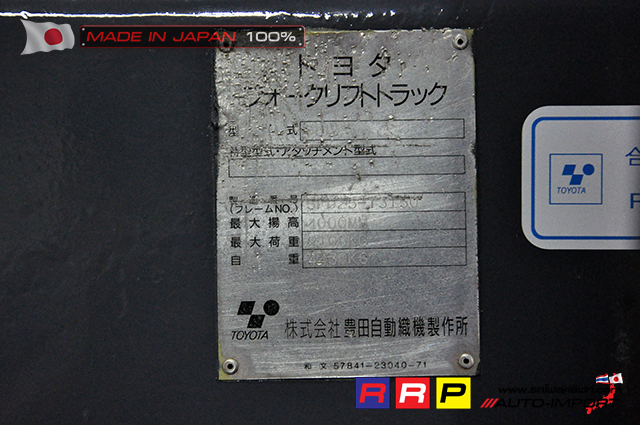 MADE IN JAPAN 100%
トヨタ
フォークリフトトラック
型 式
特型型式・アタッチメント型式
製造番号
(フレームNO.)
最大揚高 4000MM
最大荷重
自 重
TOYOTA 株式会社 豊田自動織機製作所
和文 57841-23040-71
TOYOTA
RRP
AUTO-IMPORT